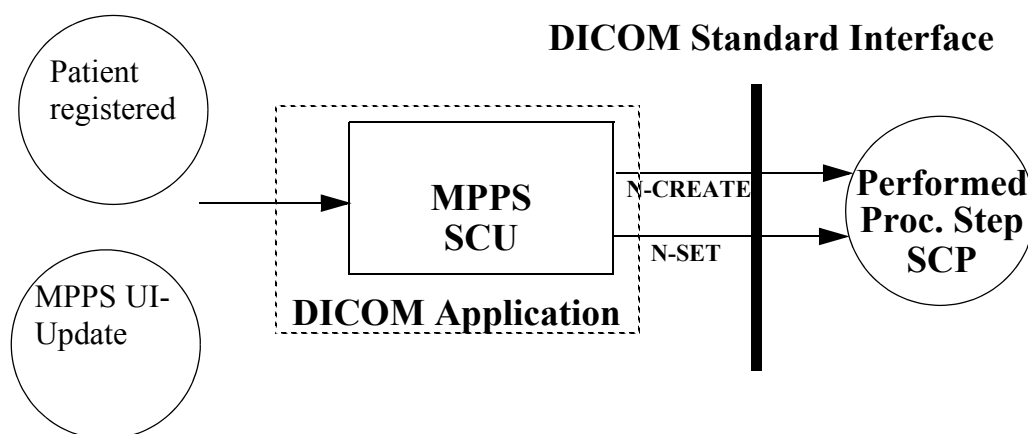 DICOM Standard Interface
Patient
registered
MPPS
SCU
N-CREATE
N-SET
Performed
Proc. Step
SCP
MPPS UI-
Update
DICOM Application